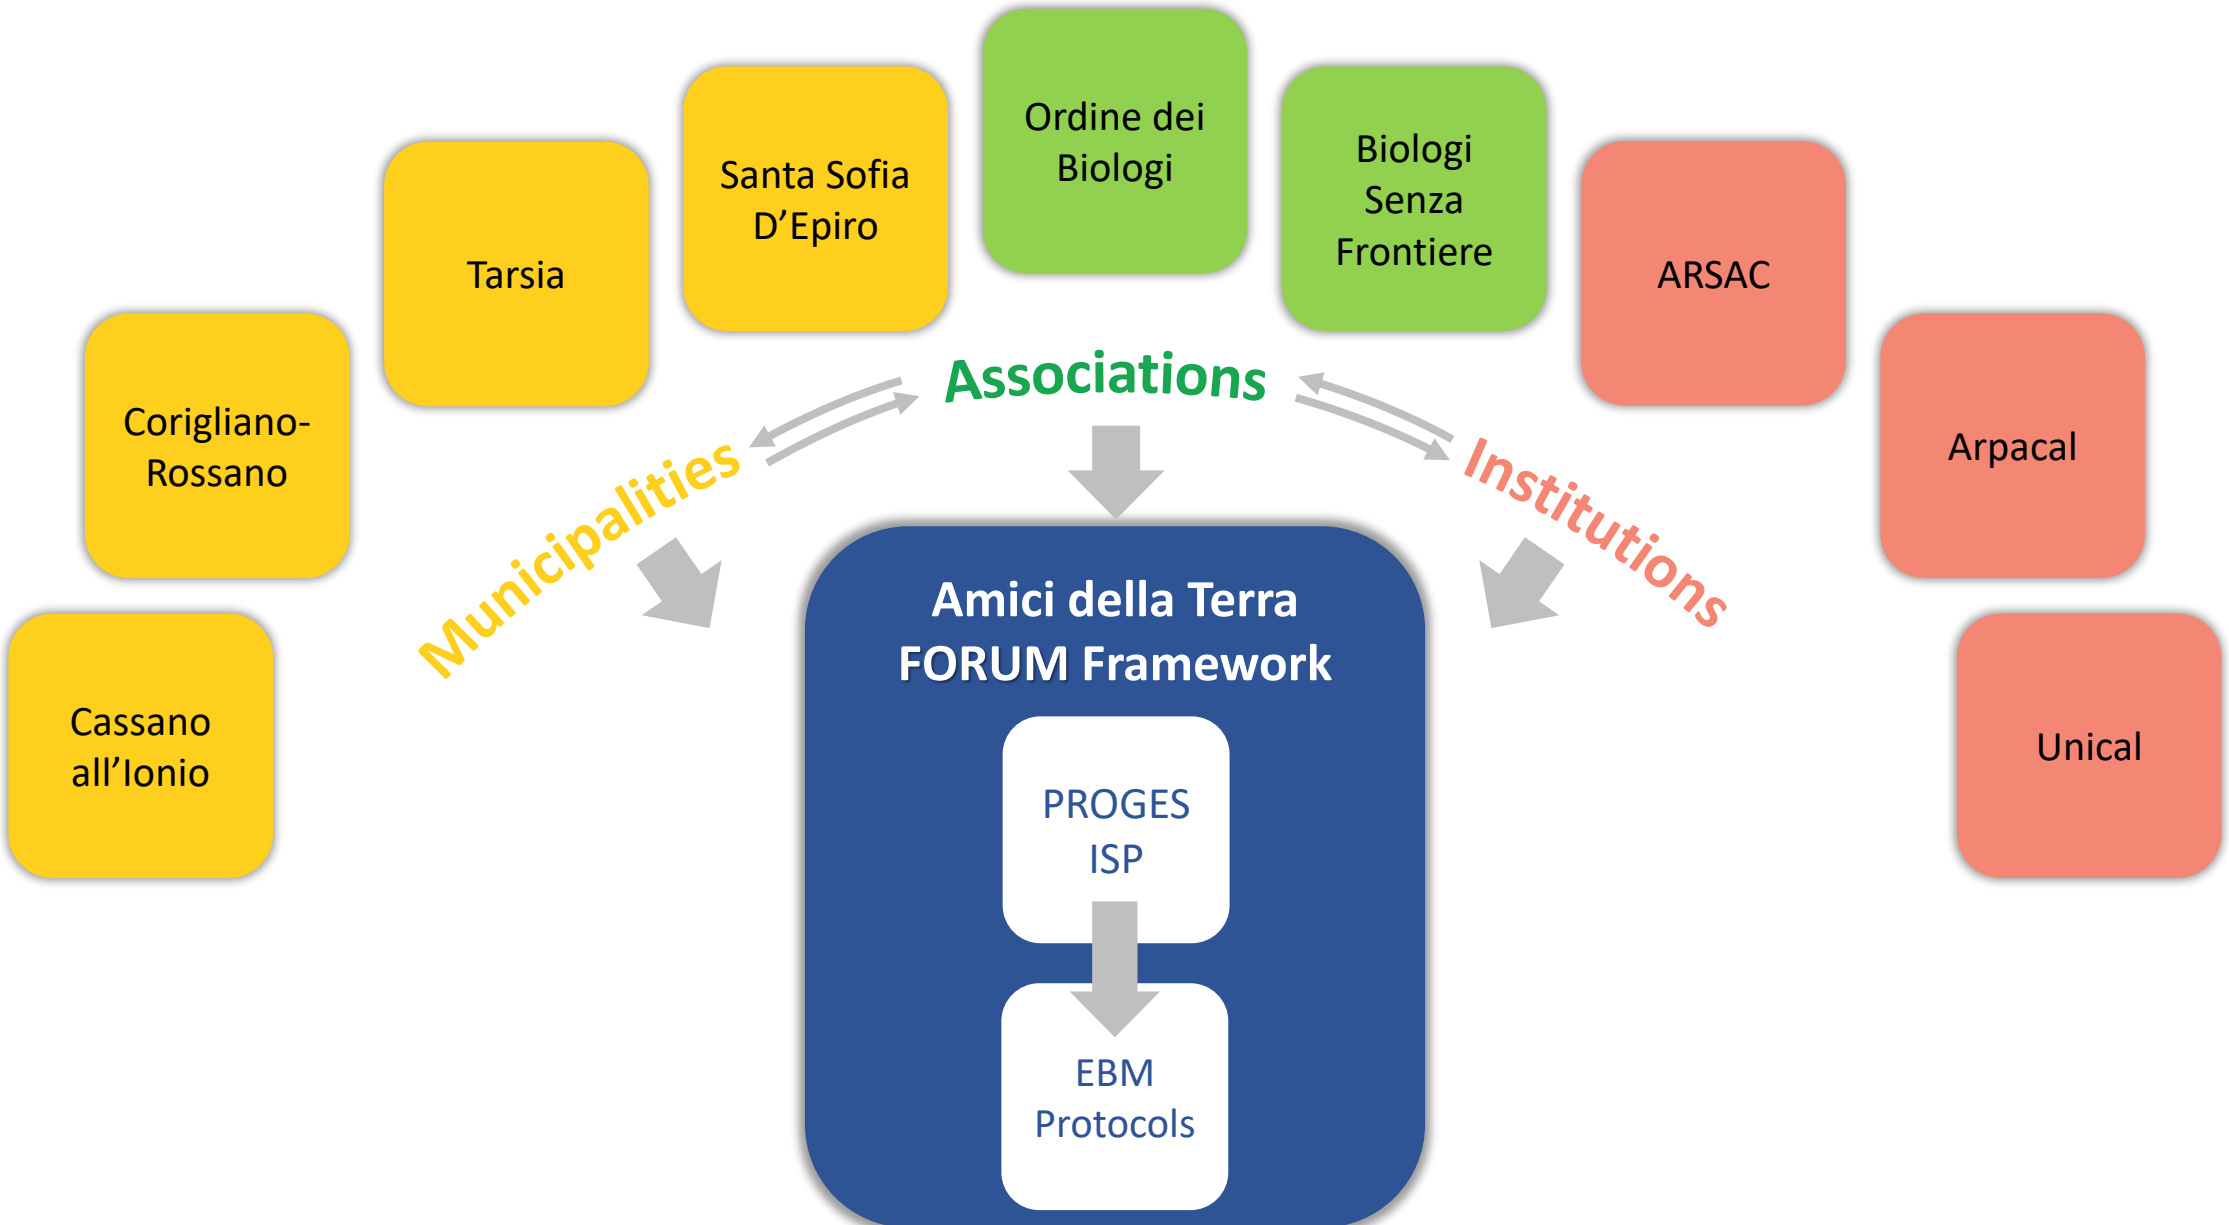 Ordine dei
Biologi
Santa Sofia
D’Epiro
Biologi
Senza
Frontiere
Tarsia
ARSAC
Corigliano-
Rossano
Arpacal
Cassano
all’Ionio
Unical
Municipalities
Associations
Institutions
Amici della Terra
FORUM Framework
PROGES
ISP
EBM
Protocols